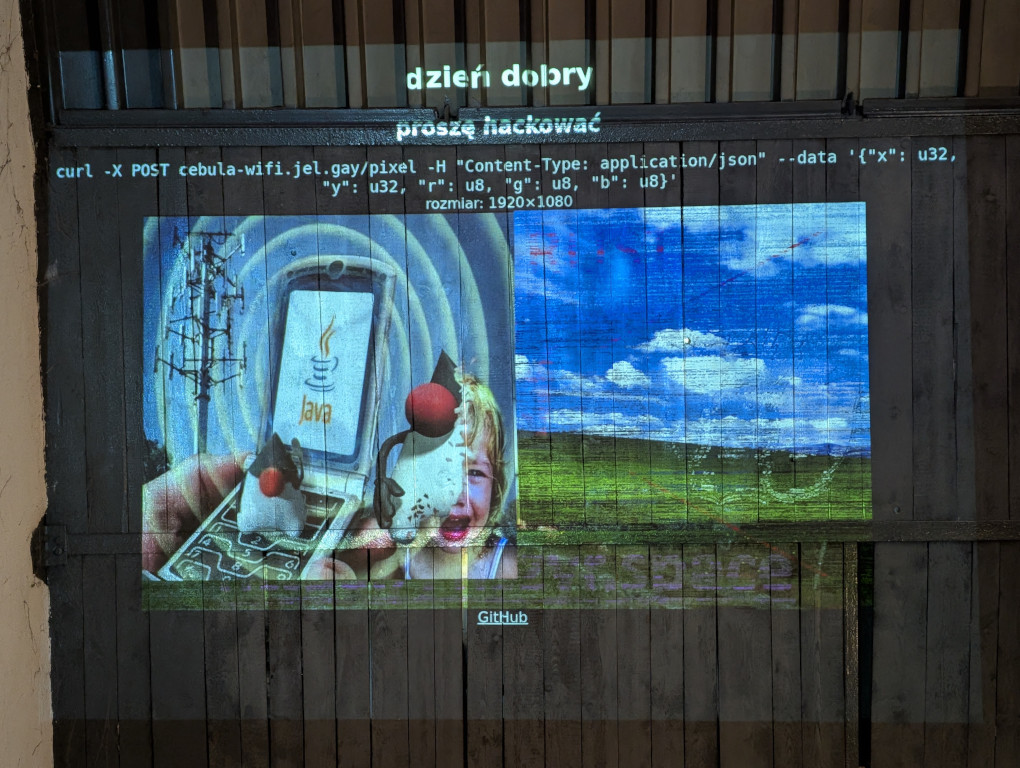 dzień dobry
proszę hackować
curl -X POST cebula-wifi.jel.gay/pixel -H "Content-Type: application/json" --data '{"x": u32,
"y": u32, "r": u8, "g": u8, "b": u8}'
rozmiar: 1920×1080
Java
GitHub